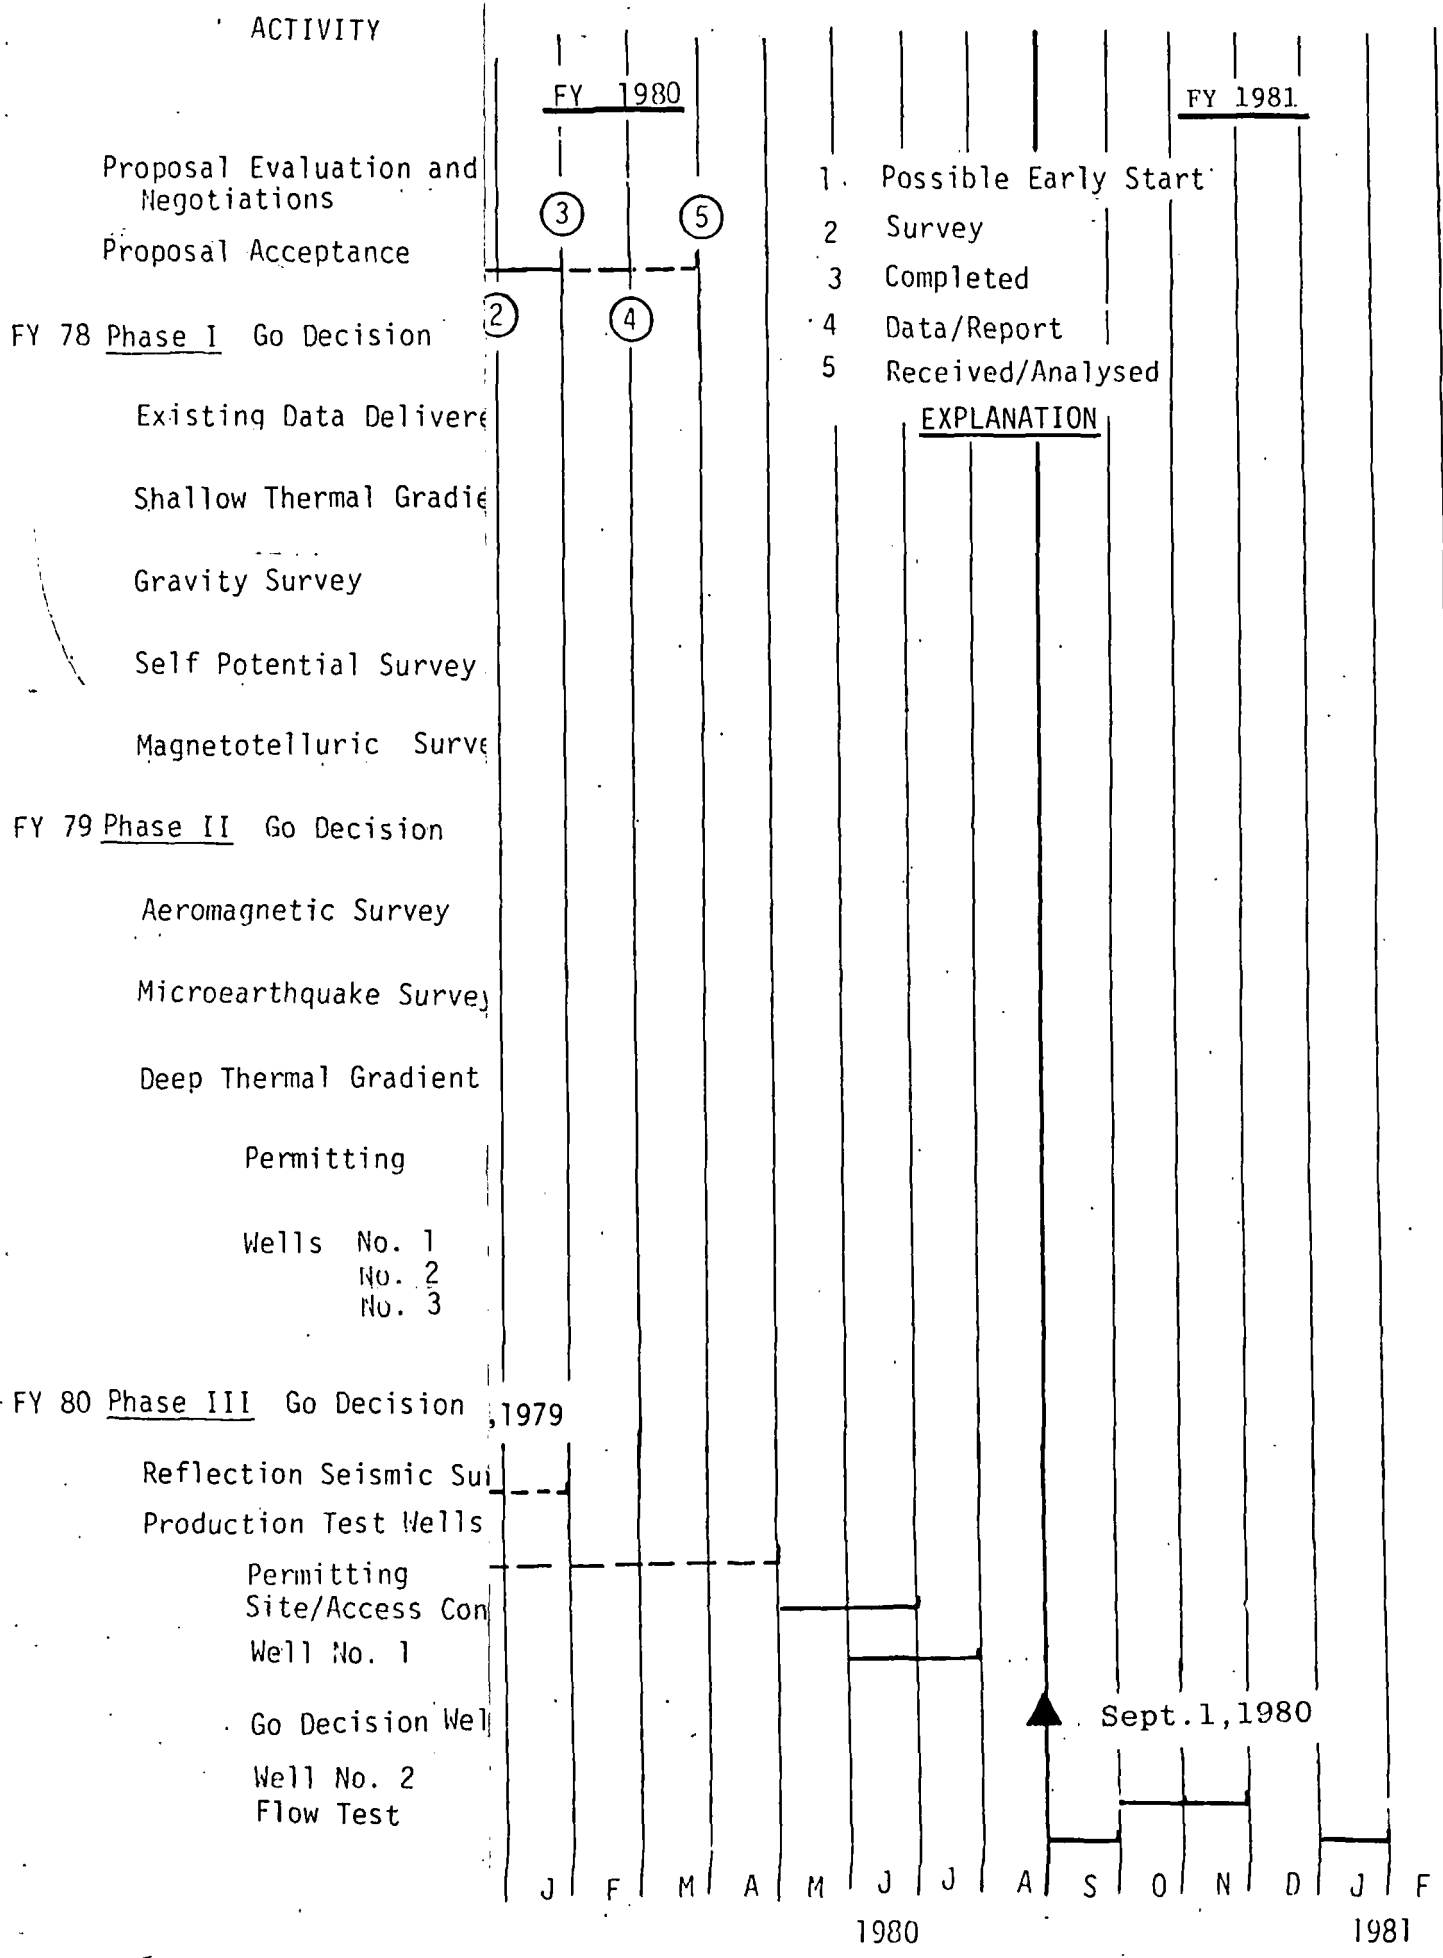 ACTIVITY
FY 1980
FY 1981
Proposal Evaluation and
Negotiations
Proposal Acceptance
3
5
2
4
1. Possible Early Start
2 Survey
3 Completed
4 Data/Report
5 Received/Analysed
EXPLANATION
FY 78 Phase I Go Decision
Existing Data Delivere
Shallow Thermal Gradie
Gravity Survey
Self Potential Survey
Magnetotelluric Surve
FY 79 Phase II Go Decision
Aeromagnetic Survey
Microearthquake Survey
Deep Thermal Gradient
Permitting
Wells No. 1
No. 2
No. 3
FY 80 Phase III Go Decision
,1979
Reflection Seismic Su
Production Test Wells
Permitting
Site/Access Con
Well No. 1
Go Decision Wel
Sept.1,1980
Well No. 2
Flow Test
J F M A M J J A S O N D J F
1980
1981